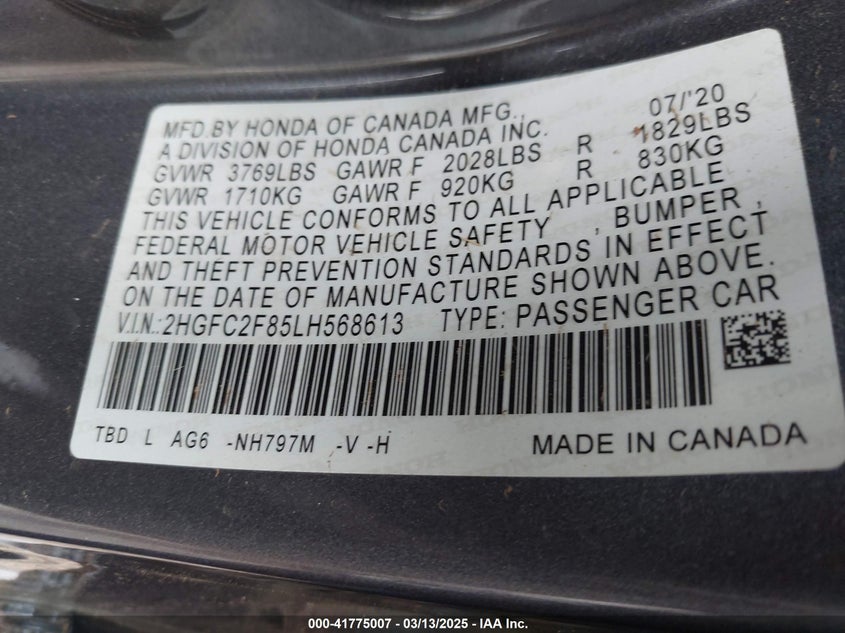 MFD.BY HONDA OF CANADA MFG., 07/'20
A DIVISION OF HONDA CANADA INC.
GVWR 3769LBS GAWR F 2028LBS R 1829LBS
GVWR 1710KG GAWR F 920KG R 830KG
THIS VEHICLE CONFORMS TO ALL APPLICABLE
FEDERAL MOTOR VEHICLE SAFETY , BUMPER ,
AND THEFT PREVENTION STANDARDS IN EFFECT
ON THE DATE OF MANUFACTURE SHOWN ABOVE.
V.I.N.:2HGFC2F85LH568613 TYPE: PASSENGER CAR
TBD L AG6 -NH797M -V -H MADE IN CANADA
000-41775007 - 03/13/2025 - IAA Inc.